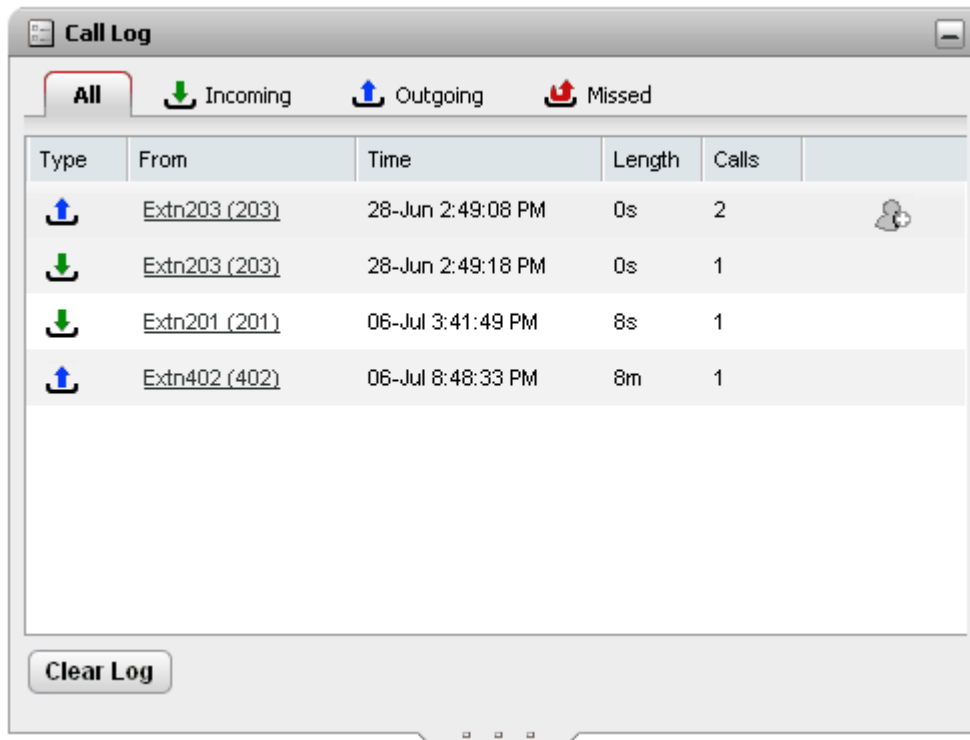 Call Log
All Incoming Outgoing Missed
Type From Time Length Calls
Extn203 (203) 28-Jun 2:49:08 PM 0s 2
Extn203 (203) 28-Jun 2:49:18 PM 0s 1
Extn201 (201) 06-Jul 3:41:49 PM 8s 1
Extn402 (402) 06-Jul 8:48:33 PM 8m 1
Clear Log